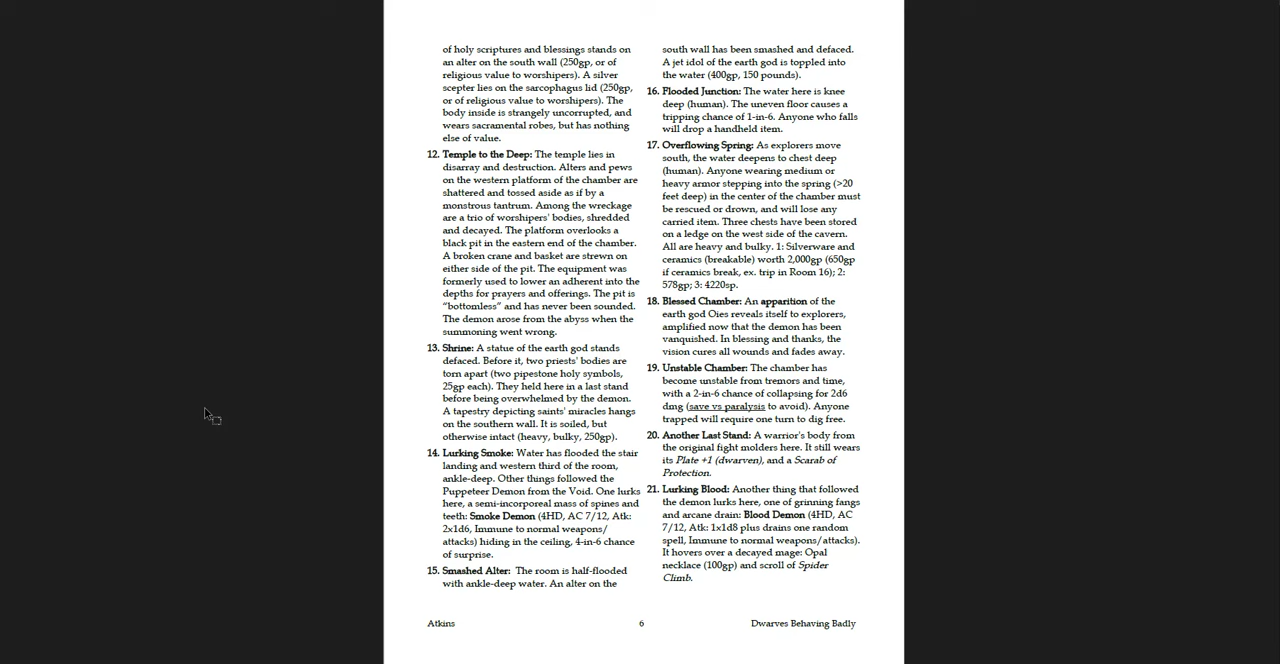 of holy scriptures and blessings stands on
an alter on the south wall (250gp, or of
religious value to worshipers). A silver
scepter lies on the sarcophagus lid (250gp,
or of religious value to worshipers). The
body inside is strangely uncorrupted, and
wears sacramental robes, but has nothing
else of value.
12. Temple to the Deep: The temple lies in
disarray and destruction. Alters and pews
on the western platform of the chamber are
shattered and tossed aside as if by a
monstrous tantrum. Among the wreckage
are a trio of worshipers' bodies, shredded
and decayed. The platform overlooks a
black pit in the eastern end of the chamber.
A broken crane and basket are strewn on
either side of the pit. The equipment was
formerly used to lower an adherent into the
depths for prayers and offerings. The pit is
“bottomless” and has never been sounded.
The demon arose from the abyss when the
summoning went wrong.
13. Shrine: A statue of the earth god stands
defaced. Before it, two priests' bodies are
torn apart (two pipestone holy symbols,
25gp each). They held here in a last stand
before being overwhelmed by the demon.
A tapestry depicting saints' miracles hangs
on the southern wall. It is soiled, but
otherwise intact (heavy, bulky, 250gp).
14. Lurking Smoke: Water has flooded the stair
landing and western third of the room,
ankle-deep. Other things followed the
Puppeteer Demon from the Void. One lurks
here, a semi-incorporeal mass of spines and
teeth: Smoke Demon (4HD, AC 7/12, Atk:
2x1d6, Immune to normal weapons/
attacks) hiding in the ceiling, 4-in-6 chance
of surprise.
15. Smashed Alter: The room is half-flooded
with ankle-deep water. An alter on the
south wall has been smashed and defaced.
A jet idol of the earth god is toppled into
the water (400gp, 150 pounds).
16. Flooded Junction: The water here is knee
deep (human). The uneven floor causes a
tripping chance of 1-in-6. Anyone who falls
will drop a handheld item.
17. Overflowing Spring: As explorers move
south, the water deepens to chest deep
(human). Anyone wearing medium or
heavy armor stepping into the spring (>20
feet deep) in the center of the chamber must
be rescued or drown, and will lose any
carried item. Three chests have been stored
on a ledge on the west side of the cavern.
All are heavy and bulky. 1: Silverware and
ceramics (breakable) worth 2,000gp (650gp
if ceramics break, ex. trip in Room 16); 2:
578gp; 3: 4220sp.
18. Blessed Chamber: An apparition of the
earth god Oies reveals itself to explorers,
amplified now that the demon has been
vanquished. In blessing and thanks, the
vision cures all wounds and fades away.
19. Unstable Chamber: The chamber has
become unstable from tremors and time,
with a 2-in-6 chance of collapsing for 2d6
dmg (save vs paralysis to avoid). Anyone
trapped will require one turn to dig free.
20. Another Last Stand: A warrior's body from
the original fight molders here. It still wears
its Plate +1 (dwarven), and a Scarab of
Protection.
21. Lurking Blood: Another thing that followed
the demon lurks here, one of grinning fangs
and arcane drain: Blood Demon (4HD, AC
7/12, Atk: 1x1d8 plus drains one random
spell, Immune to normal weapons/attacks).
It hovers over a decayed mage: Opal
necklace (100gp) and scroll of Spider
Climb.
Atkins
6
Dwarves Behaving Badly